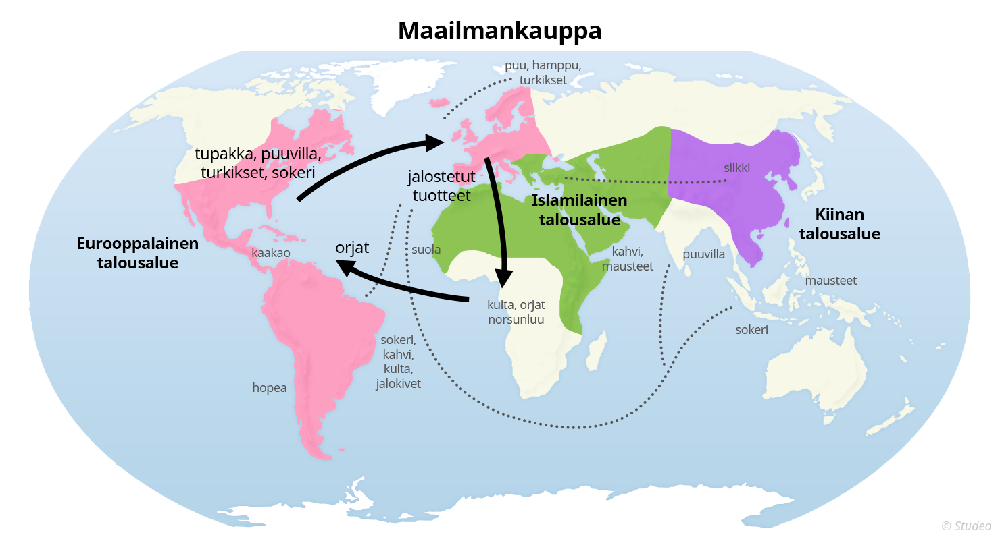 Maailmankauppa
puu, hamppu,
turkikset
tupakka, puuvilla,
turkikset, sokeri
jalostetut
tuotteet
silkki
Islamilainen
talousalue
Kiinan
talousalue
Eurooppalainen
talousalue
kaakao
orjat
suola
kahvi,
mausteet
puuvilla
mausteet
kulta, orjat
norsunluu
sokeri
sokeri,
kahvi,
kulta,
jalokivet
hopea
© Studeo